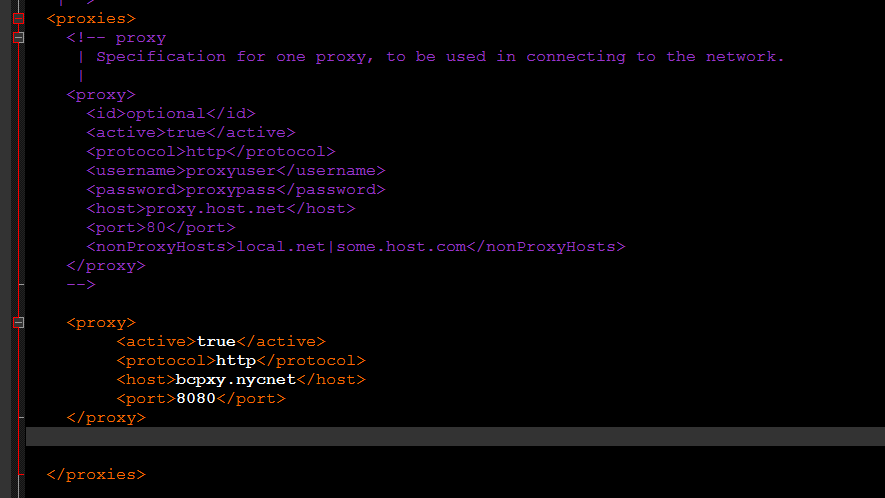 <proxies>
<!-- proxy
| Specification for one proxy, to be used in connecting to the network.
|
<proxy>
<id>optional</id>
<active>true</active>
<protocol>http</protocol>
<username>proxyuser</username>
<password>proxypass</password>
<host>proxy.host.net</host>
<port>80</port>
<nonProxyHosts>local.net|some.host.com</nonProxyHosts>
</proxy>
-->
<proxy>
<active>true</active>
<protocol>http</protocol>
<host>bcpxy.nycnet</host>
<port>8080</port>
</proxy>
</proxies>